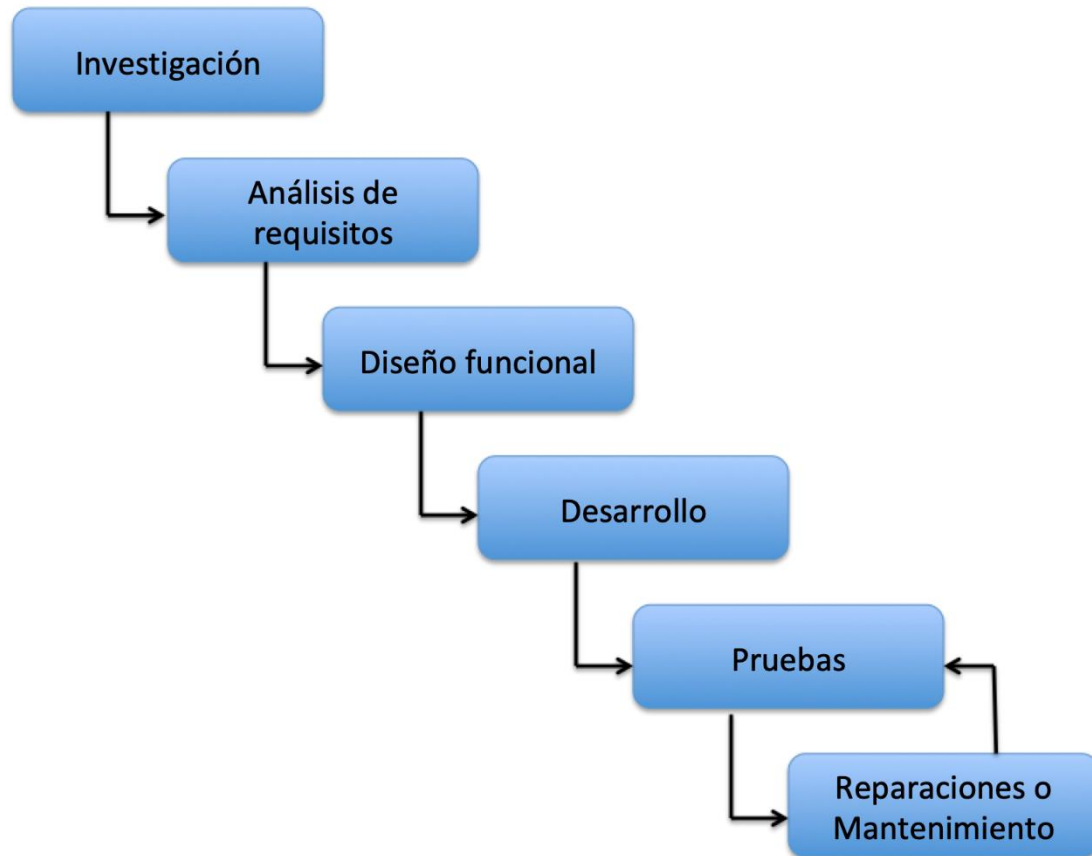 Investigación
Análisis de
requisitos
Diseño funcional
Desarrollo
Pruebas
Reparaciones o
Mantenimiento